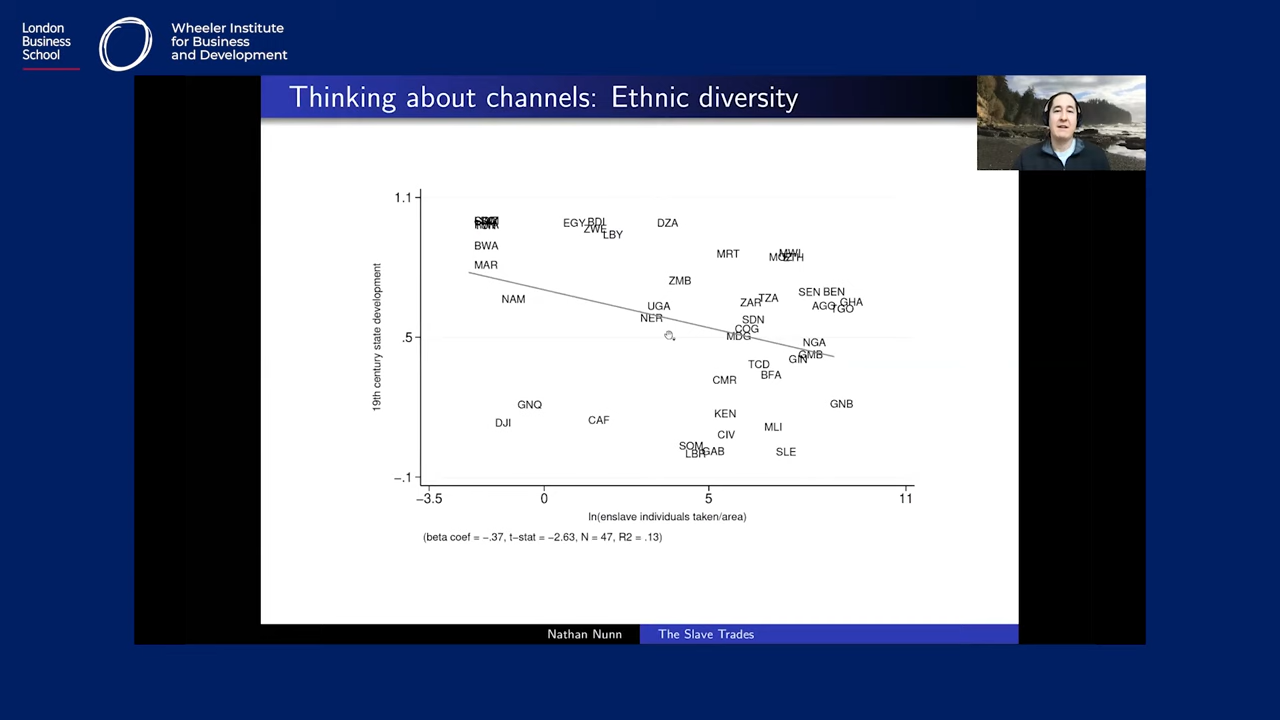 London
Business
School
Wheeler Institute
for Business
and Development
Thinking about channels: Ethnic diversity
1.1
EGY
BDI
ZWE
LBY
DZA
BWA
MAR
MRT
MWI
ETH
ZMB
NAM
UGA
NER
ZAR
TZA
SEN
BEN
AGO
GHA
TGO
SDN
COG
MDG
.5
NGA
GMB
GIN
TCD
BFA
CMR
GNQ
DJI
CAF
KEN
GNB
CIV
MLI
SOM
LBR
GAB
SLE
-.1
19th century state development
−3.5
0
5
11
ln(enslave individuals taken/area)
(beta coef = −.37, t−stat = −2.63, N = 47, R2 = .13)
Nathan Nunn
The Slave Trades